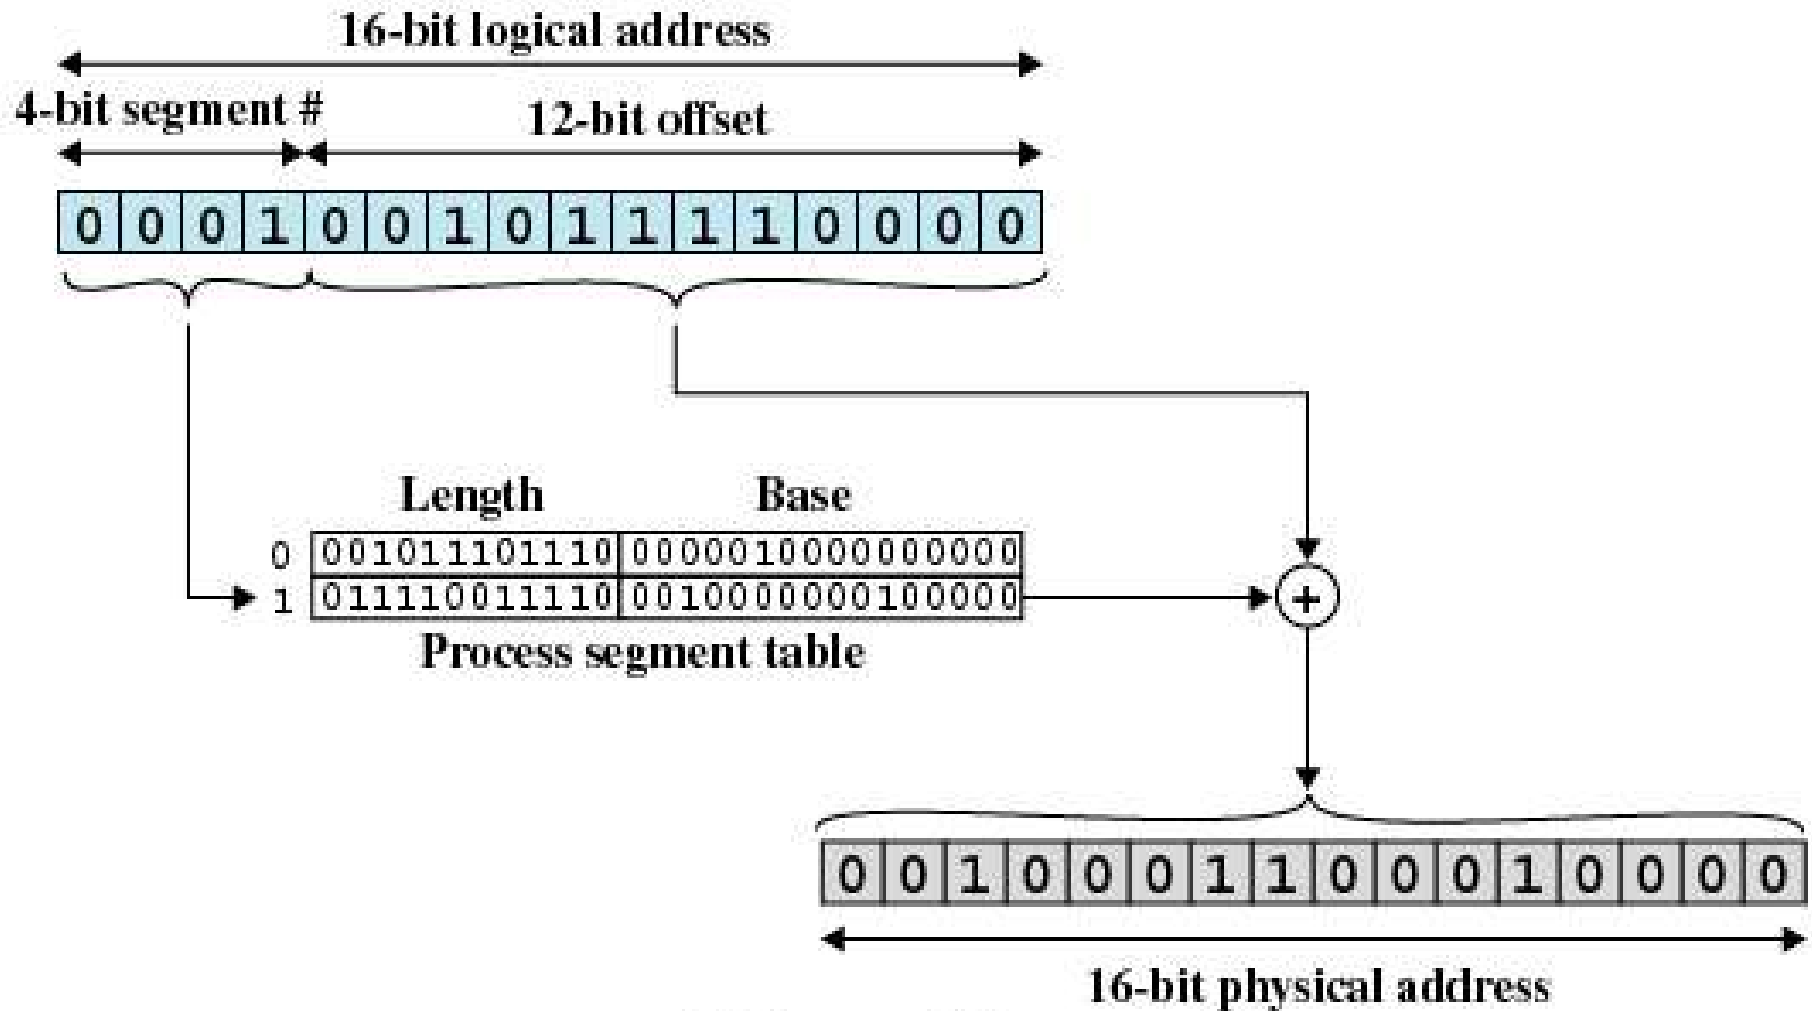 16-bit logical address
4-bit segment #
12-bit offset
0 0 0 1 0 0 1 0 1 1 1 1 0 0 0 0
Length Base
0 001011101110 0000010000000000
1 011110011110 0010000000100000
+
Process segment table
0 0 1 0 0 0 1 1 0 0 0 1 0 0 0 0
16-bit physical address